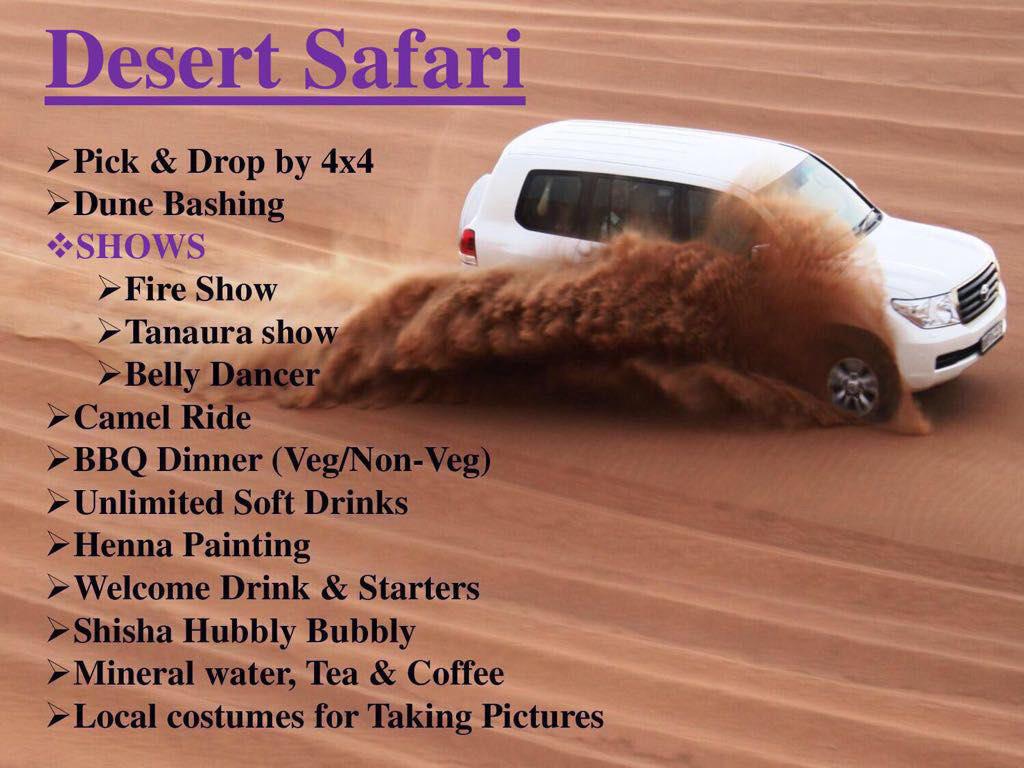 Desert Safari
➢Pick & Drop by 4x4
➢Dune Bashing
❖SHOWS
➢Fire Show
➢Tanaura show
➢Belly Dancer
➢Camel Ride
➢BBQ Dinner (Veg/Non-Veg)
➢Unlimited Soft Drinks
➢Henna Painting
➢Welcome Drink & Starters
➢Shisha Hubbly Bubbly
➢Mineral water, Tea & Coffee
➢Local costumes for Taking Pictures